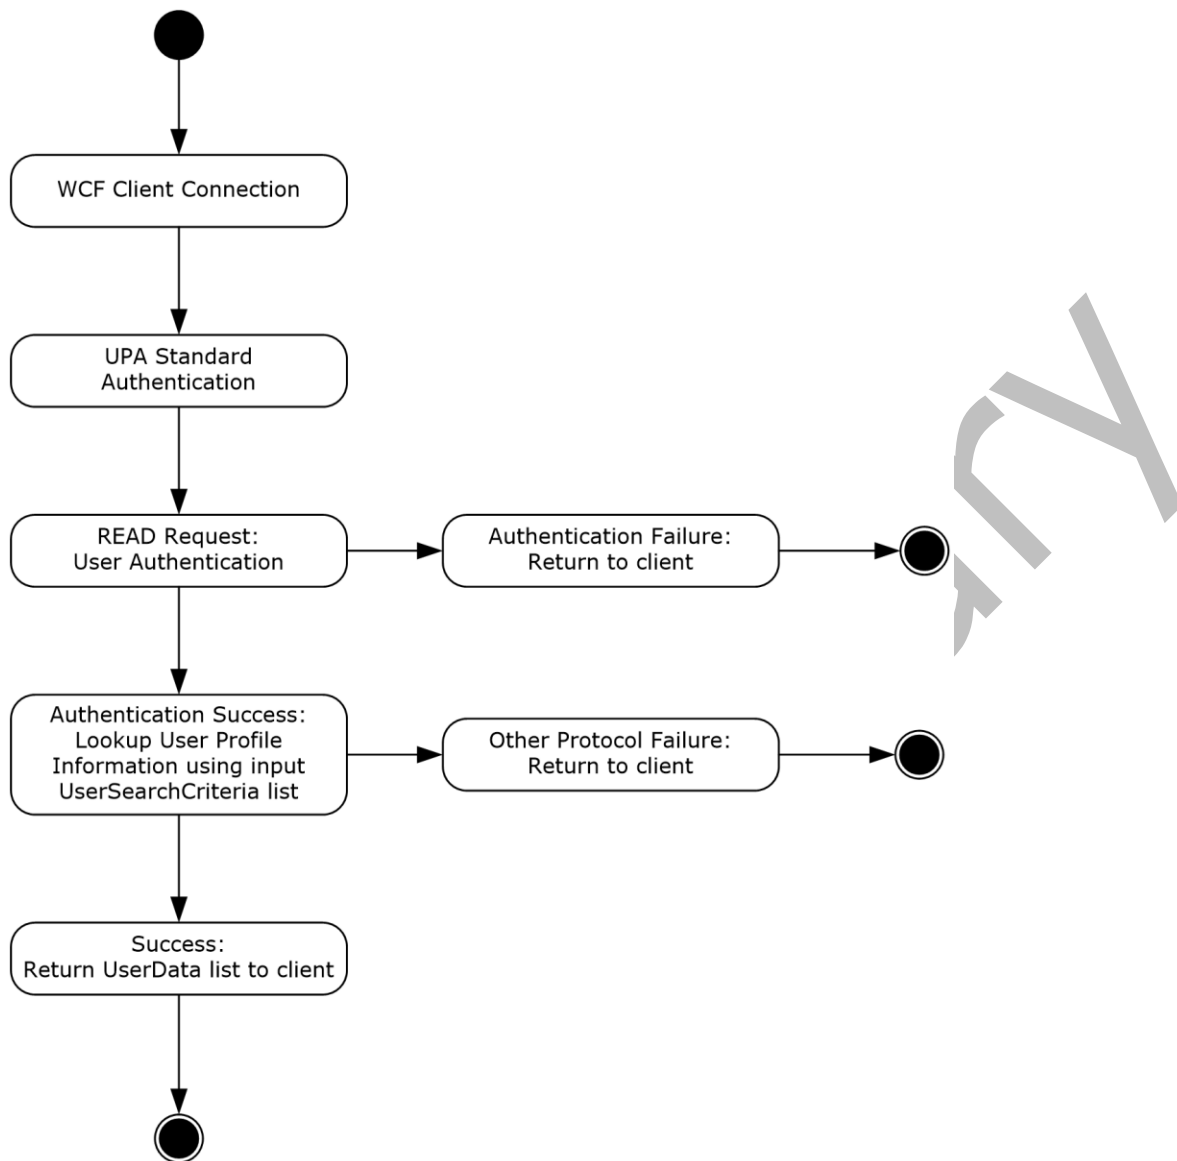 WCF Client Connection
UPA Standard
Authentication
READ Request:
User Authentication
Authentication Failure:
Return to client
Authentication Success:
Lookup User Profile
Information using input
UserSearchCriteria list
Other Protocol Failure:
Return to client
Success:
Return UserData list to client